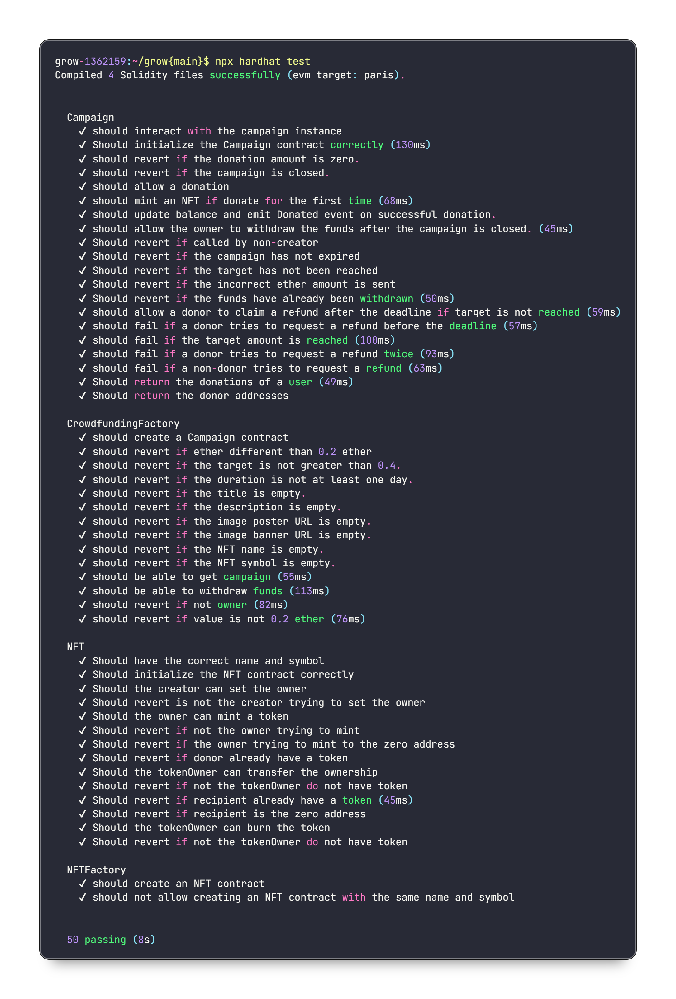 grow-1362159:~/grow{main}$ npx hardhat test
Compiled 4 Solidity files successfully (evm target: paris).
Campaign
✔ should interact with the campaign instance
✔ Should initialize the Campaign contract correctly (130ms)
✔ should revert if the donation amount is zero.
✔ should revert if the campaign is closed.
✔ should allow a donation
✔ should mint an NFT if donate for the first time (68ms)
✔ should update balance and emit Donated event on successful donation.
✔ should allow the owner to withdraw the funds after the campaign is closed. (45ms)
✔ Should revert if called by non-creator
✔ Should revert if the campaign has not expired
✔ Should revert if the target has not been reached
✔ Should revert if the incorrect ether amount is sent
✔ Should revert if the funds have already been withdrawn (50ms)
✔ should allow a donor to claim a refund after the deadline if target is not reached (59ms)
✔ should fail if a donor tries to request a refund before the deadline (57ms)
✔ should fail if the target amount is reached (100ms)
✔ should fail if a donor tries to request a refund twice (93ms)
✔ should fail if a non-donor tries to request a refund (63ms)
✔ Should return the donations of a user (49ms)
✔ Should return the donor addresses
CrowdfundingFactory
✔ should create a Campaign contract
✔ should revert if ether different than 0.2 ether
✔ should revert if the target is not greater than 0.4.
✔ should revert if the duration is not at least one day.
✔ should revert if the title is empty.
✔ should revert if the description is empty.
✔ should revert if the image poster URL is empty.
✔ should revert if the image banner URL is empty.
✔ should revert if the NFT name is empty.
✔ should revert if the NFT symbol is empty.
✔ should be able to get campaign (55ms)
✔ should be able to withdraw funds (113ms)
✔ should revert if not owner (82ms)
✔ should revert if value is not 0.2 ether (76ms)
NFT
✔ Should have the correct name and symbol
✔ Should initialize the NFT contract correctly
✔ Should the creator can set the owner
✔ Should revert is not the creator trying to set the owner
✔ Should the owner can mint a token
✔ Should revert if not the owner trying to mint
✔ Should revert if the owner trying to mint to the zero address
✔ Should revert if donor already have a token
✔ Should the tokenOwner can transfer the ownership
✔ Should revert if not the tokenOwner do not have token
✔ Should revert if recipient already have a token (45ms)
✔ Should revert if recipient is the zero address
✔ Should the tokenOwner can burn the token
✔ Should revert if not the tokenOwner do not have token
NFTFactory
✔ should create an NFT contract
✔ should not allow creating an NFT contract with the same name and symbol
50 passing (8s)